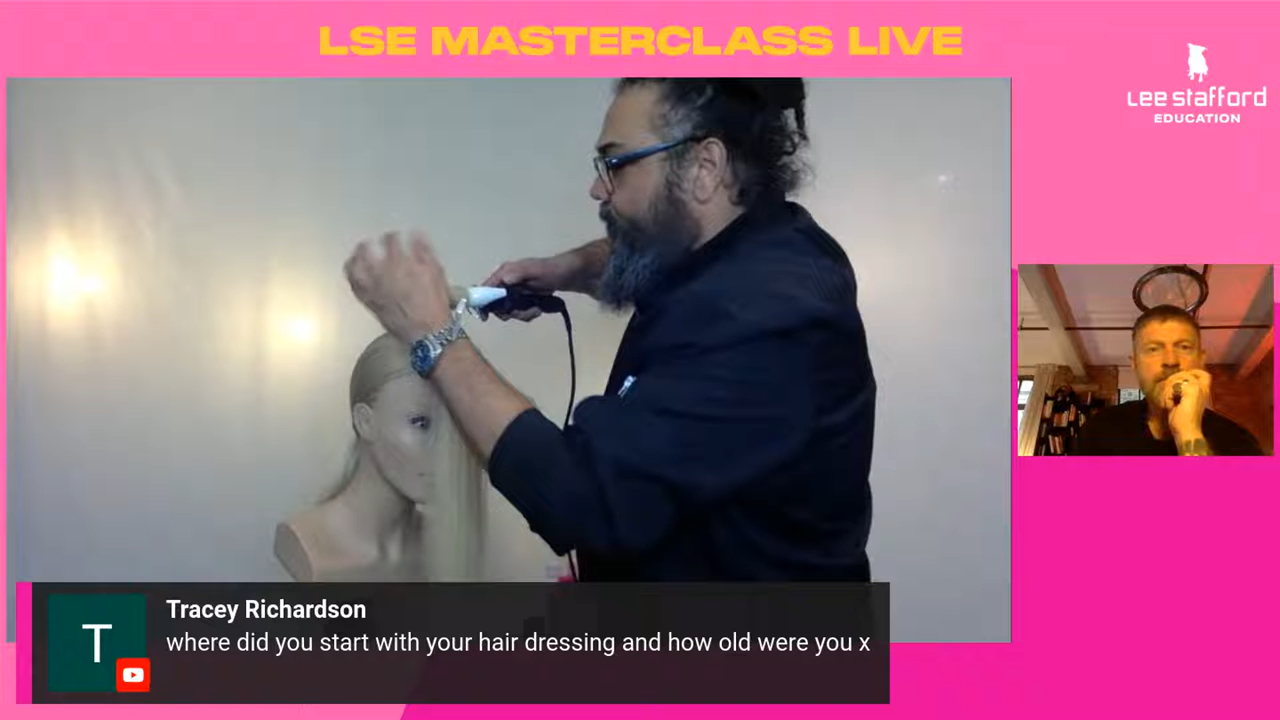 LSE MASTERCLASS LIVE
Lee Stafford
EDUCATION
Tracey Richardson
T
where did you start with your hair dressing and how old were you x